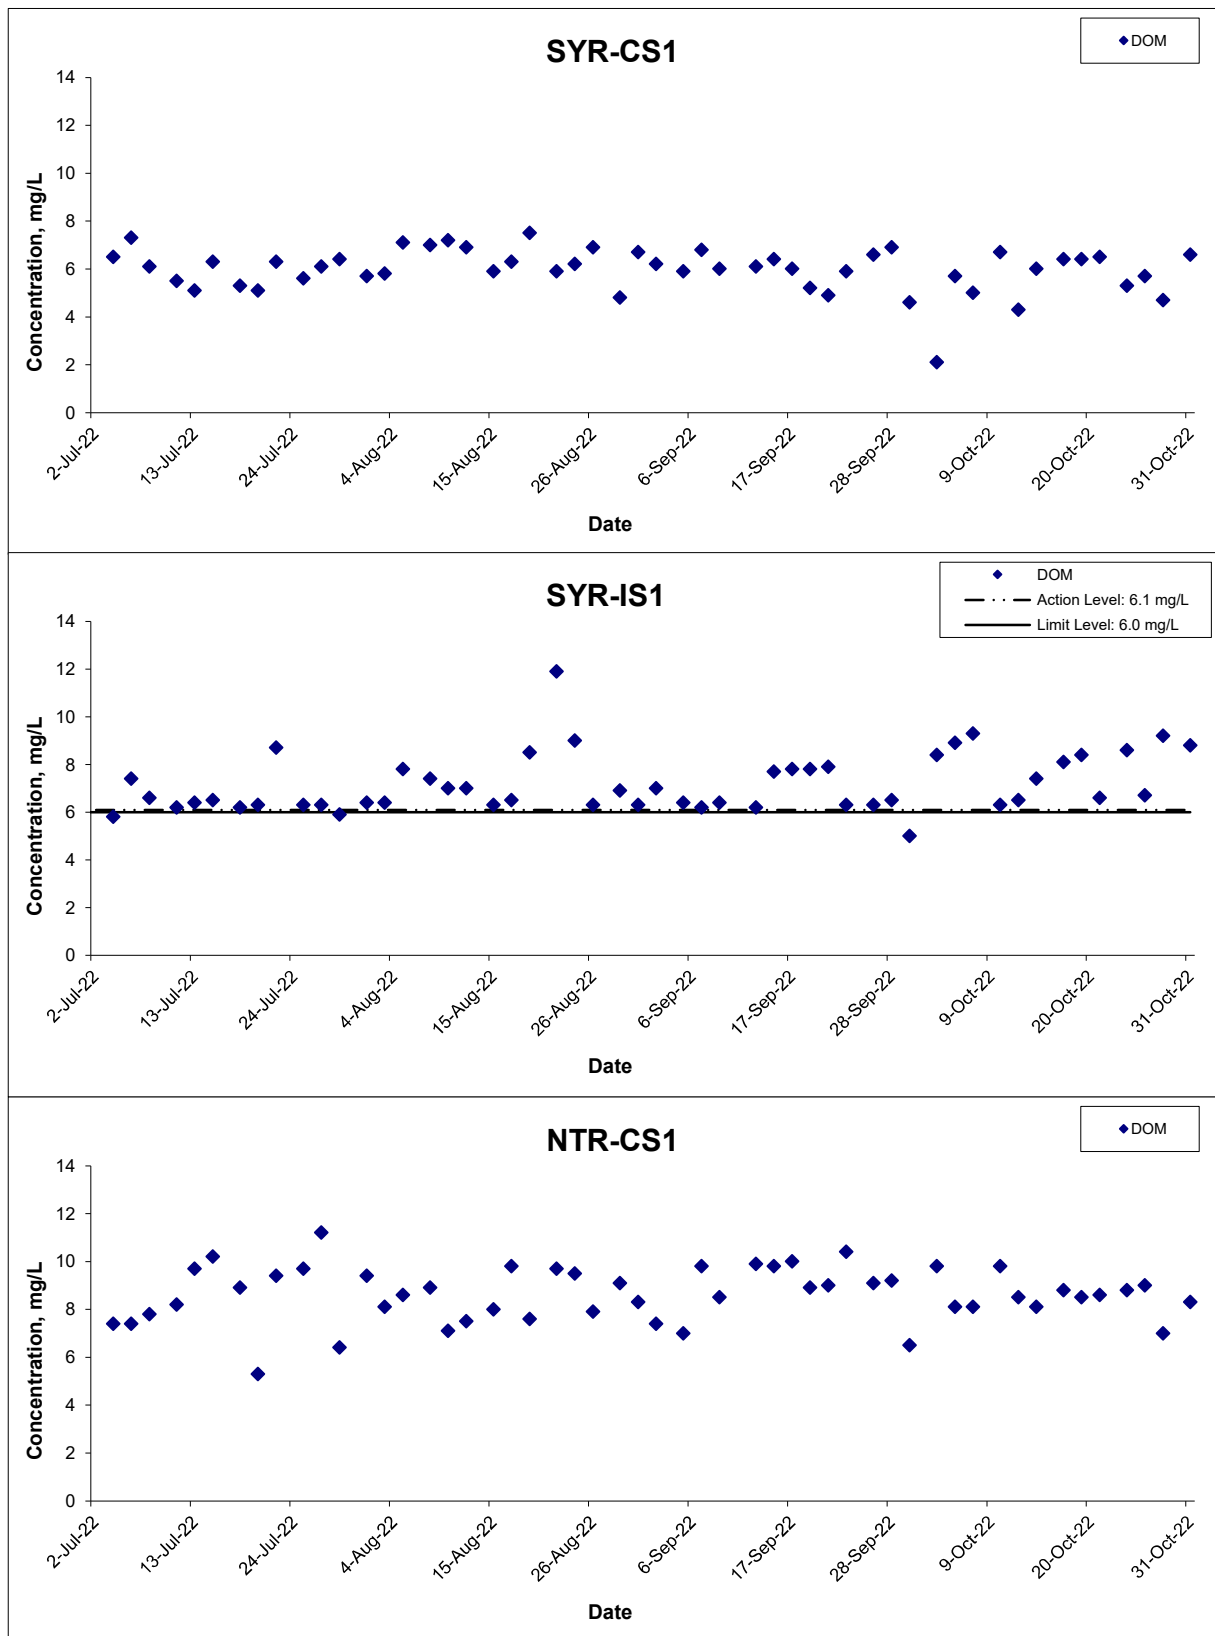 SYR-CS1
DOM
14
12
10
8
6
4
2
0
Concentration, mg/L
2-Jul-22 13-Jul-22 24-Jul-22 4-Aug-22 15-Aug-22 26-Aug-22 6-Sep-22 17-Sep-22 28-Sep-22 9-Oct-22 20-Oct-22 31-Oct-22
Date
SYR-IS1
DOM
Action Level: 6.1 mg/L
Limit Level: 6.0 mg/L
14
12
10
8
6
4
2
0
Concentration, mg/L
2-Jul-22 13-Jul-22 24-Jul-22 4-Aug-22 15-Aug-22 26-Aug-22 6-Sep-22 17-Sep-22 28-Sep-22 9-Oct-22 20-Oct-22 31-Oct-22
Date
NTR-CS1
DOM
14
12
10
8
6
4
2
0
Concentration, mg/L
2-Jul-22 13-Jul-22 24-Jul-22 4-Aug-22 15-Aug-22 26-Aug-22 6-Sep-22 17-Sep-22 28-Sep-22 9-Oct-22 20-Oct-22 31-Oct-22
Date